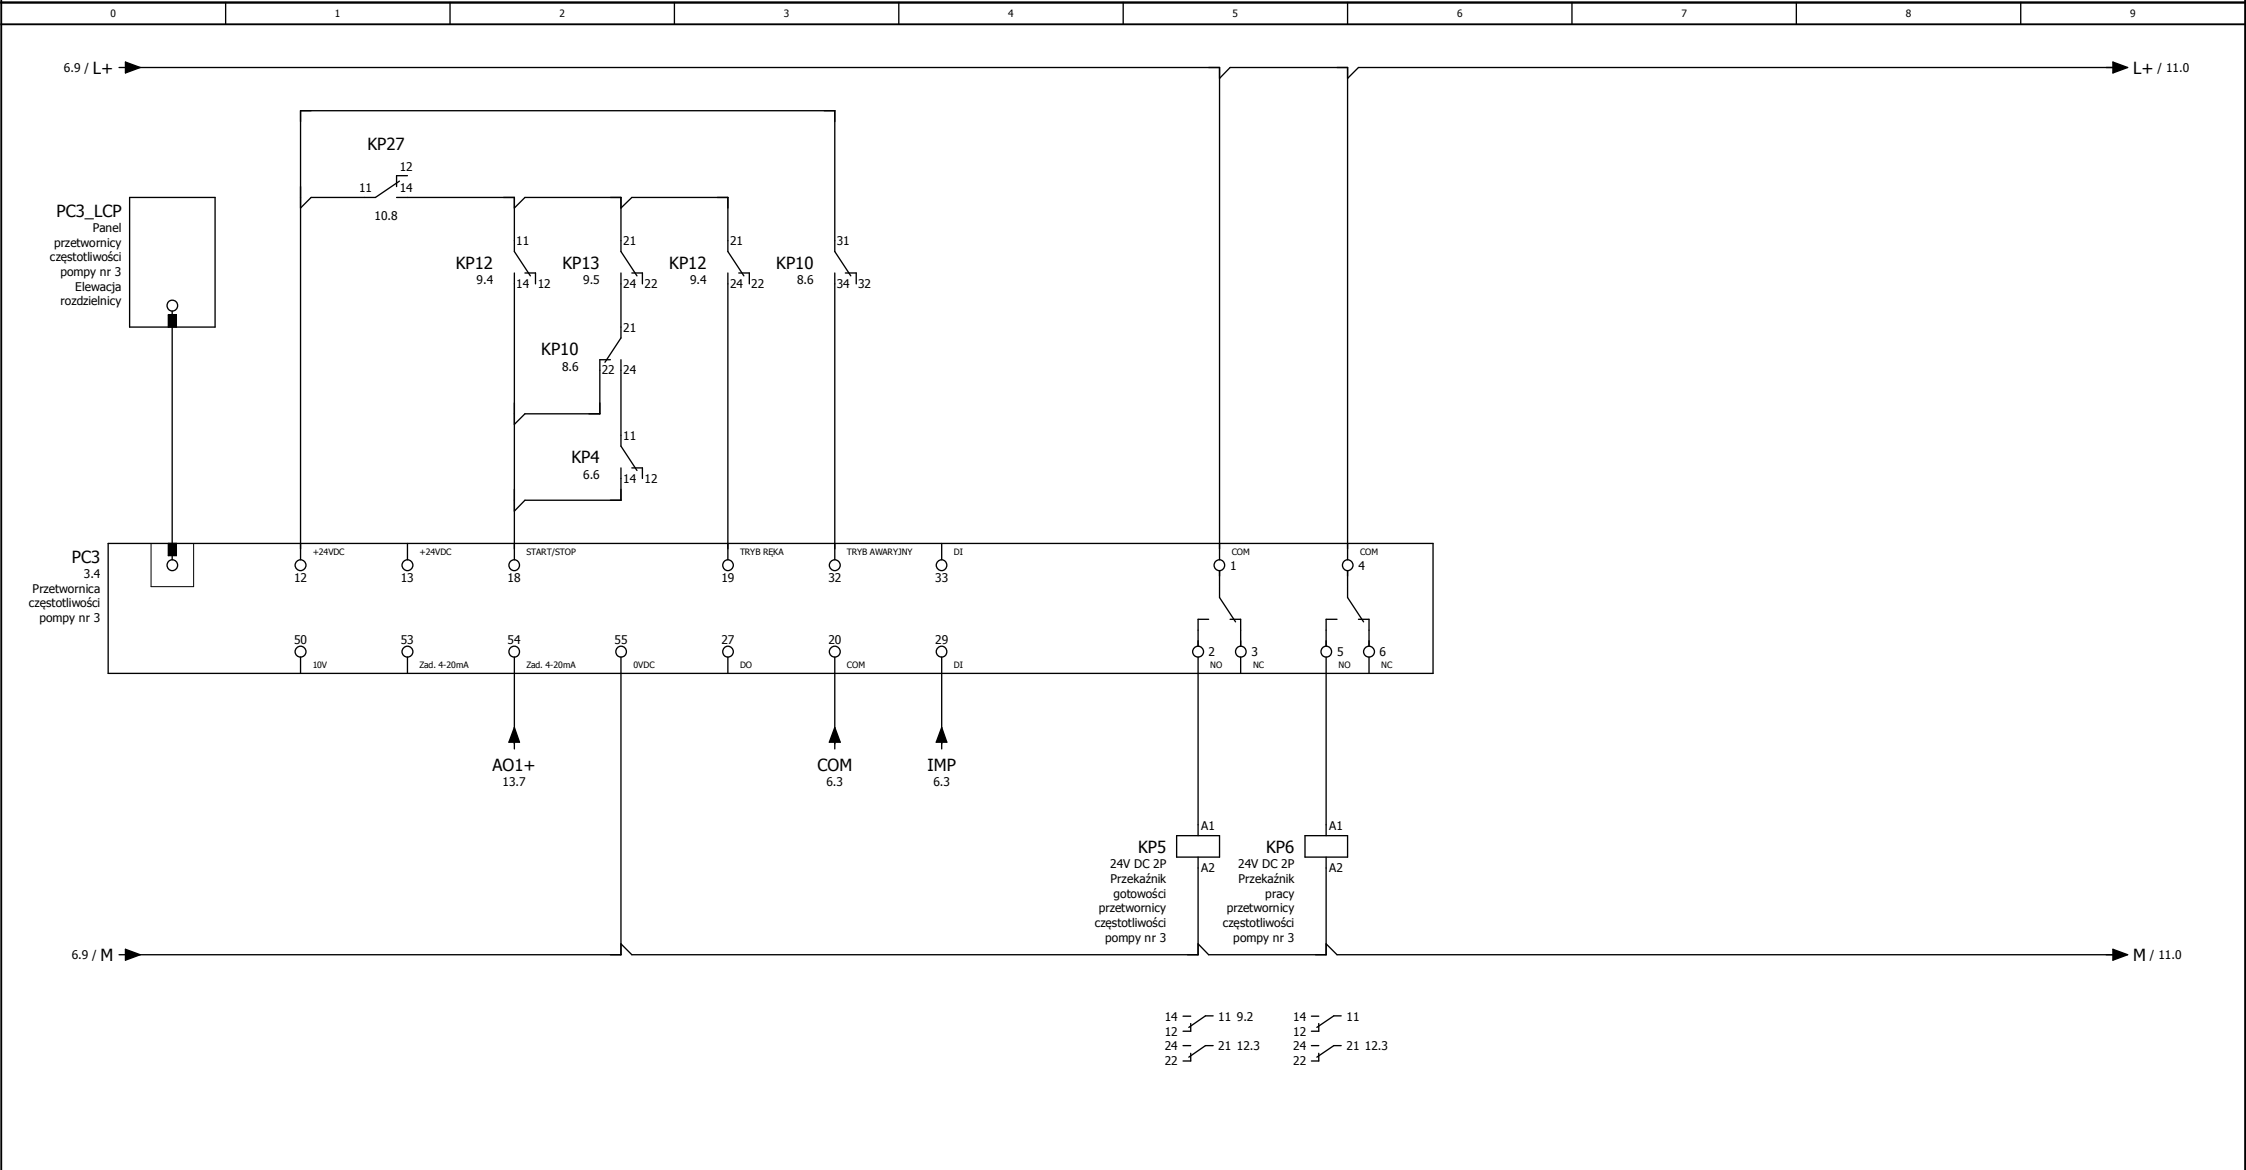 0 1 2 3 4 5 6 7 8 9
6.9 / L+
L+ / 11.0
KP27
12
11 14
10.8
PC3_LCP
Panel
przetwornicy
częstotliwości
pompy nr 3
Elewacja
rozdzielnicy
11 21 21 31
KP12 KP13 KP12 KP10
9.4 9.5 9.4 8.6
14 12 24 22 24 22 34 32
21
KP10
8.6
22 24
11
KP4
6.6
14 12
PC3
3.4
Przetwornica
częstotliwości
pompy nr 3
+24VDC +24VDC START/STOP TRYB RĘKA TRYB AWARYJNY DI COM COM
12 13 18 19 32 33 1 4
50 53 54 55 27 20 29 2 3 5 6
10V Zad. 4-20mA Zad. 4-20mA 0VDC DO COM DI NO NC NO NC
AO1+
13.7
COM
6.3
IMP
6.3
A1
KP5
24V DC 2P
A2
Przekaźnik
gotowości
przetwornicy
częstotliwości
pompy nr 3
A1
KP6
24V DC 2P
A2
Przekaźnik
pracy
przetwornicy
częstotliwości
pompy nr 3
6.9 / M
M / 11.0
14 11 9.2
12
24 21 12.3
22
14 11
12
24 21 12.3
22